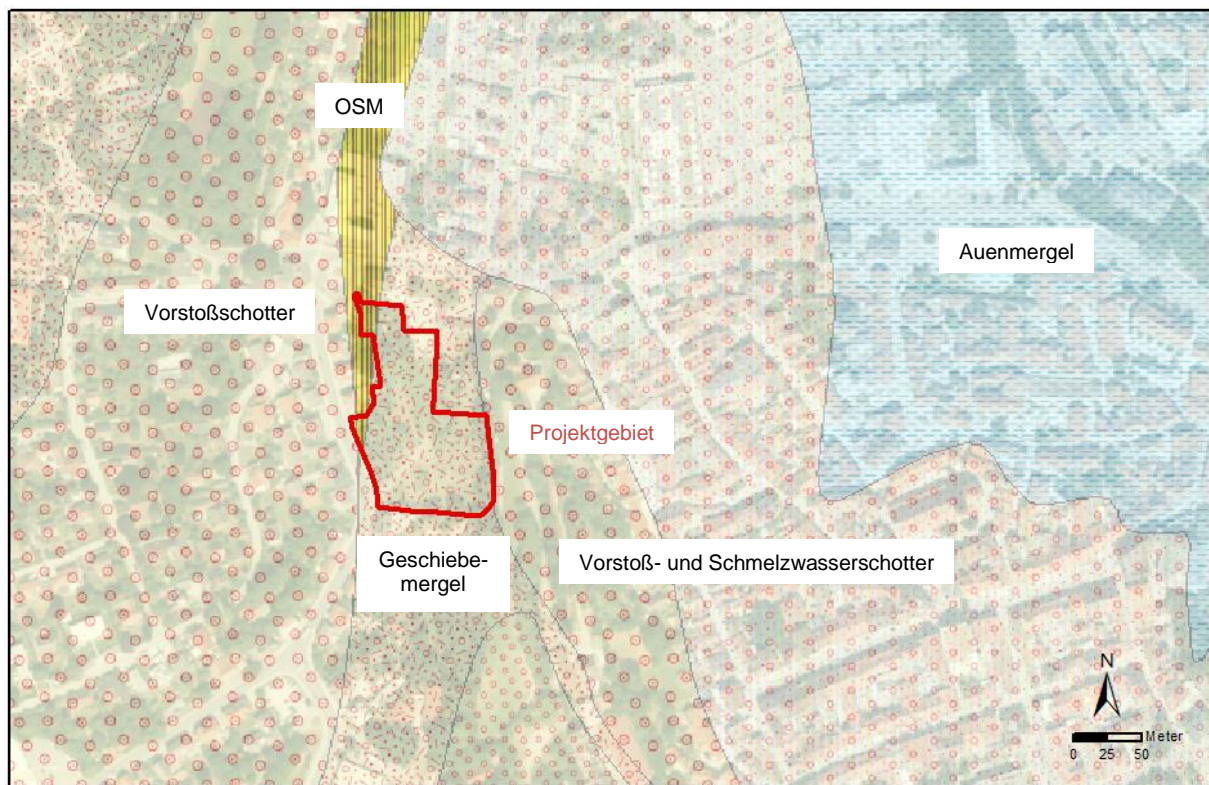 OSM
Auenmergel
Vorstoßschotter
Projektgebiet
Geschiebe-
mergel
Vorstoß- und Schmelzwasserschotter
N
Meter
0 25 50